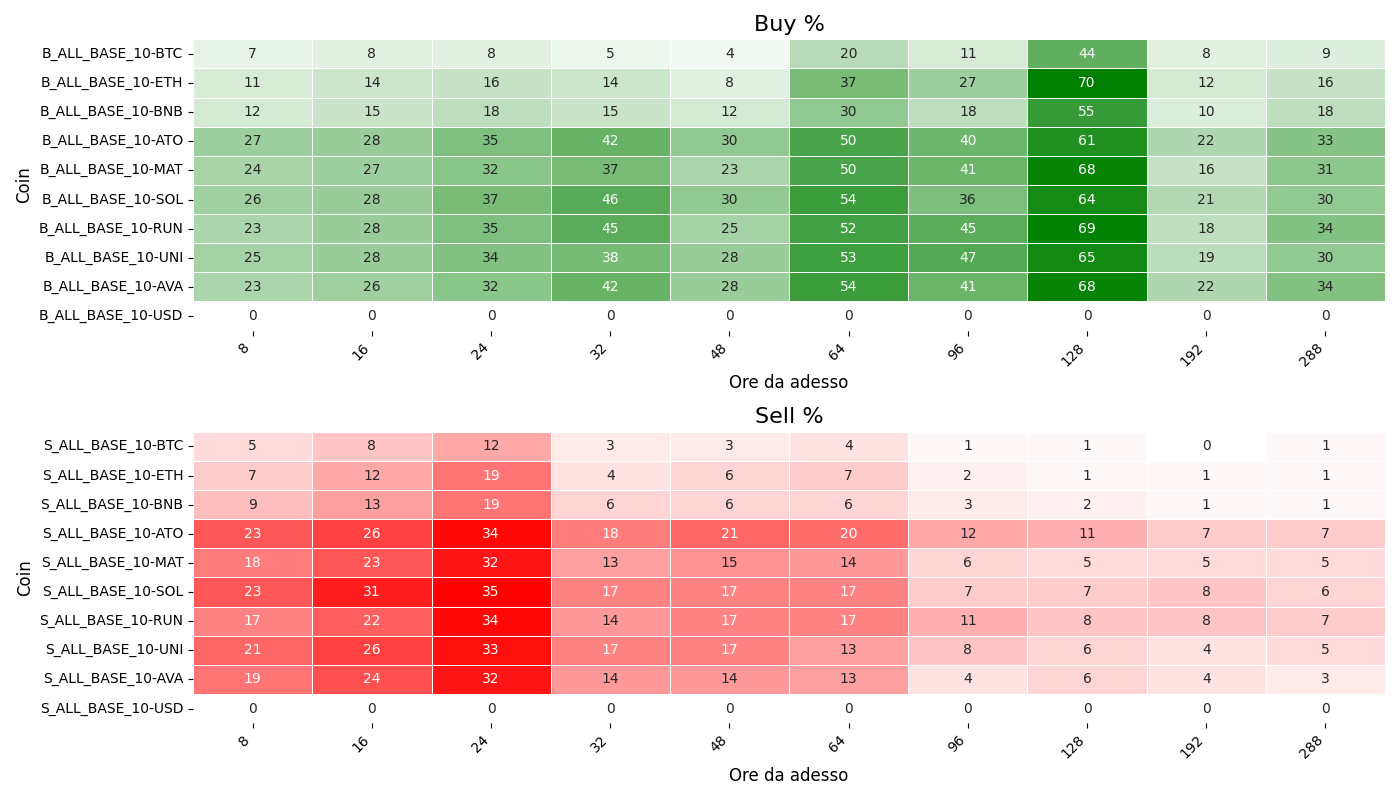 Buy %
Coin
B_ALL_BASE_10-BTC 7 8 8 5 4 20 11 44 8 9
B_ALL_BASE_10-ETH 11 14 16 14 8 37 27 70 12 16
B_ALL_BASE_10-BNB 12 15 18 15 12 30 18 55 10 18
B_ALL_BASE_10-ATO 27 28 35 42 30 50 40 61 22 33
B_ALL_BASE_10-MAT 24 27 32 37 23 50 41 68 16 31
B_ALL_BASE_10-SOL 26 28 37 46 30 54 36 64 21 30
B_ALL_BASE_10-RUN 23 28 35 45 25 52 45 69 18 34
B_ALL_BASE_10-UNI 25 28 34 38 28 53 47 65 19 30
B_ALL_BASE_10-AVA 23 26 32 42 28 54 41 68 22 34
B_ALL_BASE_10-USD 0 0 0 0 0 0 0 0 0 0
8 16 24 32 48 64 96 128 192 288
Ore da adesso
Sell %
Coin
S_ALL_BASE_10-BTC 5 8 12 3 3 4 1 1 0 1
S_ALL_BASE_10-ETH 7 12 19 4 6 7 2 1 1 1
S_ALL_BASE_10-BNB 9 13 19 6 6 6 3 2 1 1
S_ALL_BASE_10-ATO 23 26 34 18 21 20 12 11 7 7
S_ALL_BASE_10-MAT 18 23 32 13 15 14 6 5 5 5
S_ALL_BASE_10-SOL 23 31 35 17 17 17 7 7 8 6
S_ALL_BASE_10-RUN 17 22 34 14 17 17 11 8 8 7
S_ALL_BASE_10-UNI 21 26 33 17 17 13 8 6 4 5
S_ALL_BASE_10-AVA 19 24 32 14 14 13 4 6 4 3
S_ALL_BASE_10-USD 0 0 0 0 0 0 0 0 0 0
8 16 24 32 48 64 96 128 192 288
Ore da adesso